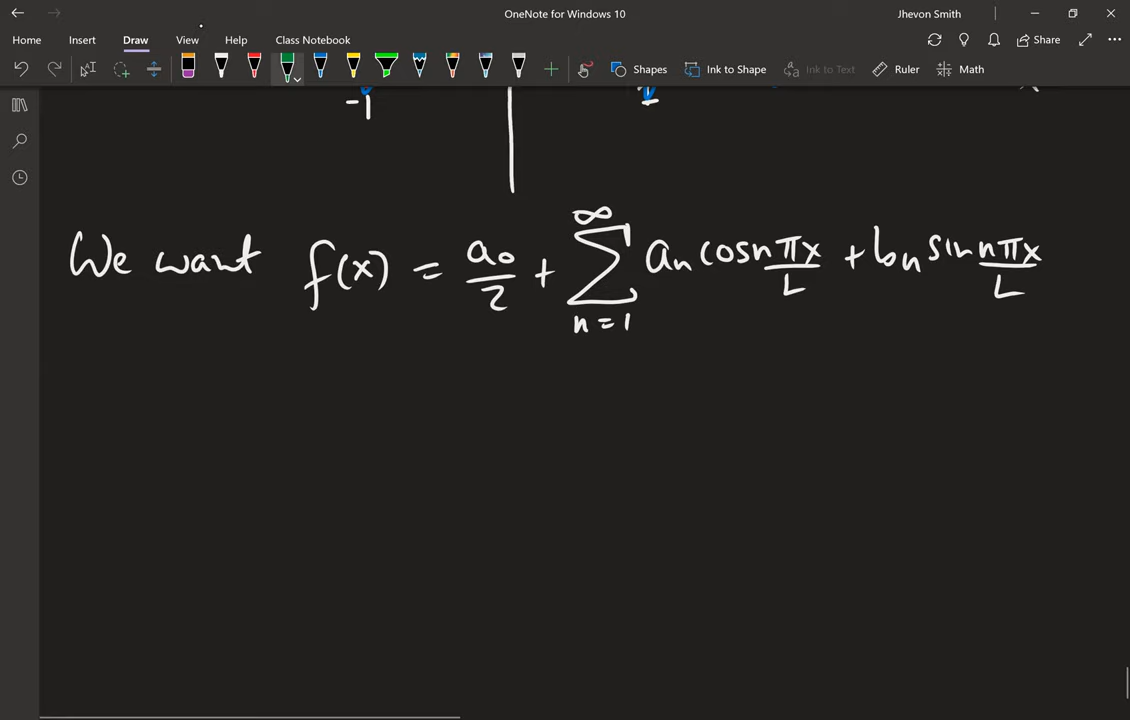 OneNote for Windows 10
Jhevon Smith
Home Insert Draw View Help Class Notebook
Share
Shapes Ink to Shape Ink to Text Ruler Math
-1
1
x
We want f(x) = a₀/2 + ∑_{n=1}^{∞} aₙ cos nπx/L + bₙ sin nπx/L